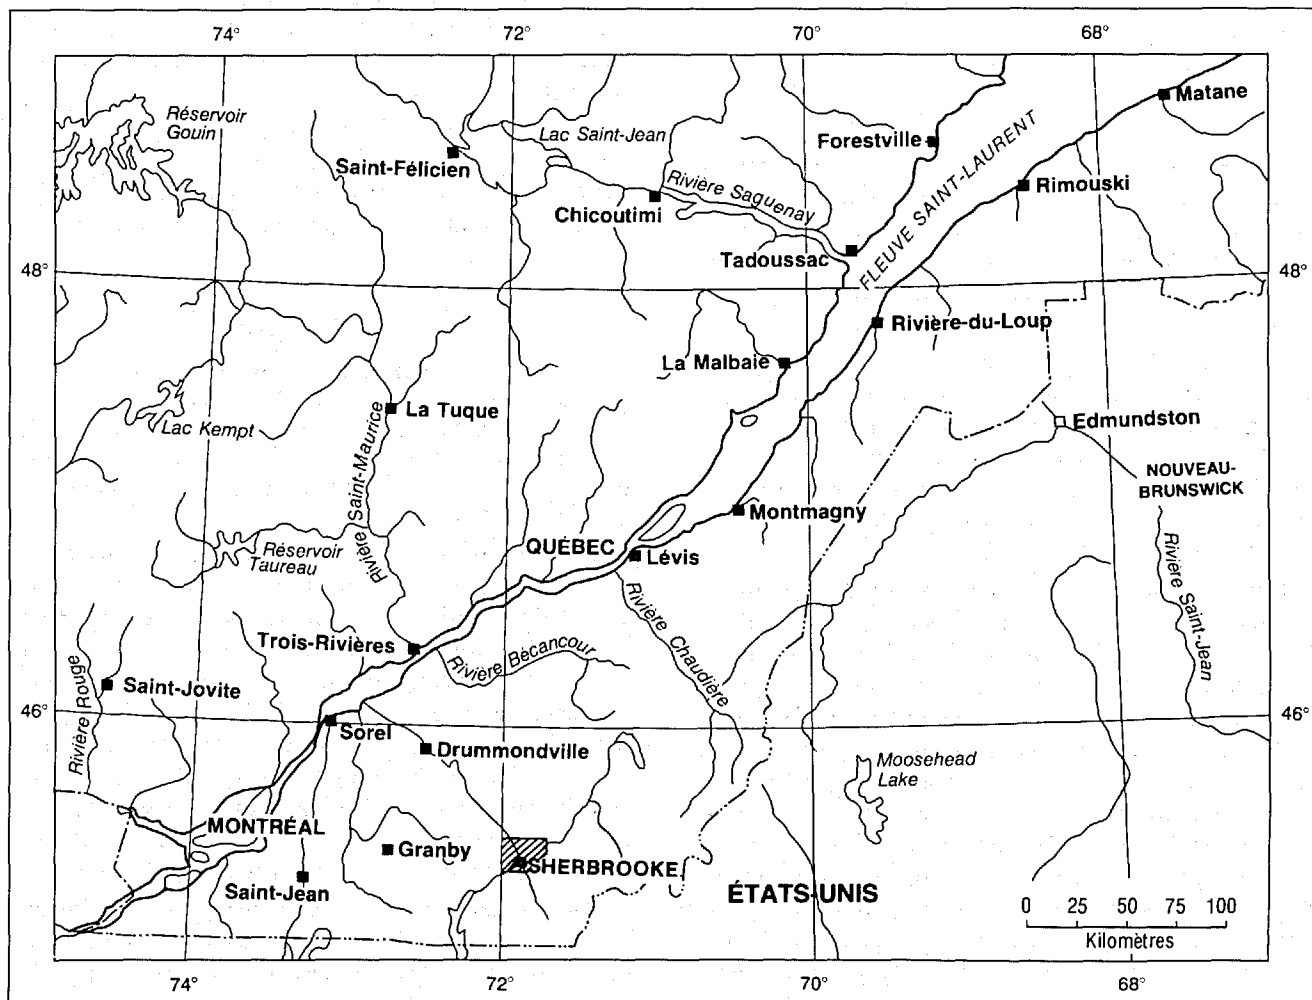 74° 72° 70° 68°
Réservoir
Gouin
Lac Saint-Jean
Saint-Félicien
Rivière Saguenay
Chicoutimi
Forestville
Matane
Rimouski
FLEUVE SAINT-LAURENT
Tadoussac
48° 48°
Rivière-du-Loup
La Malbaie
La Tuque
Lac Kempt
Edmundston
NOUVEAU-
BRUNSWICK
Rivière Saint-Maurice
Montmagny
QUÉBEC
Lévis
Réservoir
Taureau
Rivière Saint-Jean
Rivière Chaudière
Trois-Rivières
Rivière Bécancour
Saint-Jovite
Rivière Rouge
46° 46°
Sorel
Drummondville
Moosehead
Lake
MONTRÉAL
Granby
SHERBROOKE
Saint-Jean
ÉTATS-UNIS
0 25 50 75 100
Kilomètres
74° 72° 70° 68°